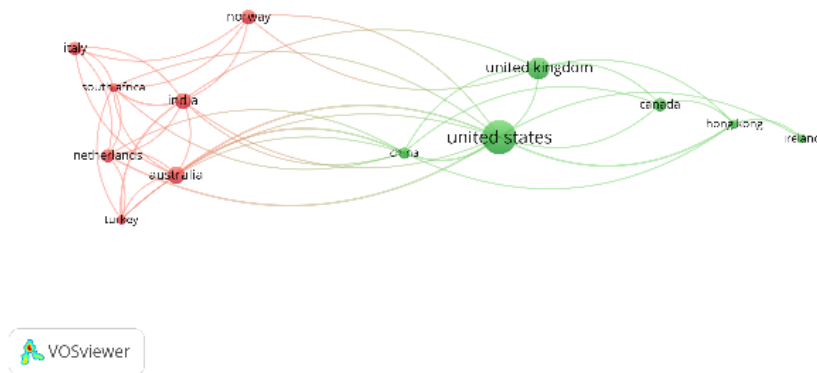 norway
italy
united kingdom
south africa
india
canada
hong kong
united states
ireland
china
netherlands
australia
turkey
VOSviewer